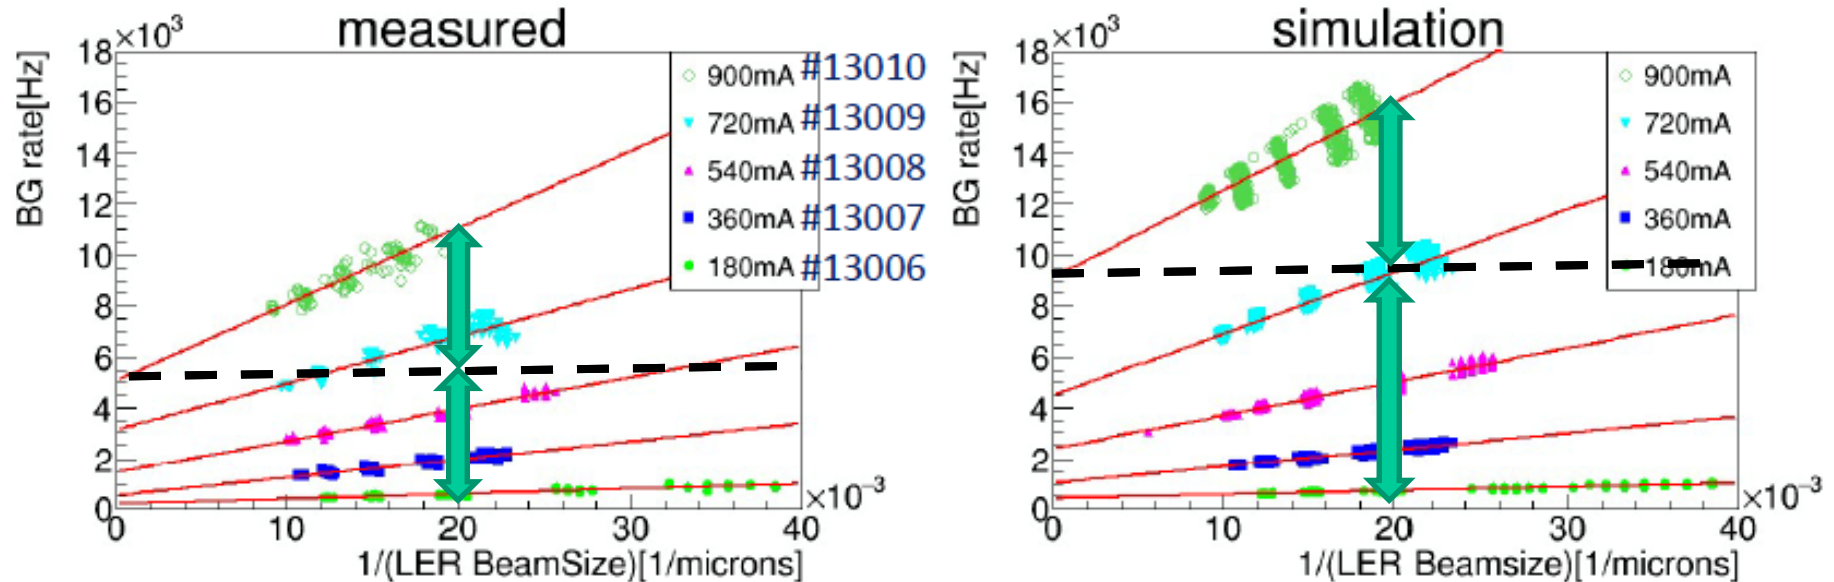 measured
×10³
BG rate[Hz]
18
16
14
12
10
8
6
4
2
0
0
10
20
30
40
×10⁻³
1/(LER BeamSize)[1/microns]
900mA #13010
720mA #13009
540mA #13008
360mA #13007
180mA #13006
simulation
×10³
BG rate[Hz]
18
16
14
12
10
8
6
4
2
0
0
10
20
30
40
×10⁻³
1/(LER Beamsize)[1/microns]
900mA
720mA
540mA
360mA
180mA